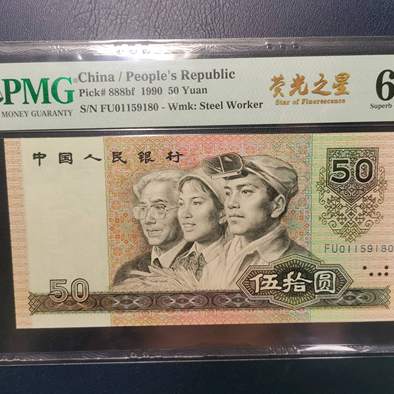 PMG
MONEY GUARANTY
China / People's Republic
Pick# 888bf 1990 50 Yuan
S/N FU01159180 - Wmk: Steel Worker
荧光之星
Star of Fluorescence
6
Superb
中国人民银行
50
FU01159180
50
伍拾圆